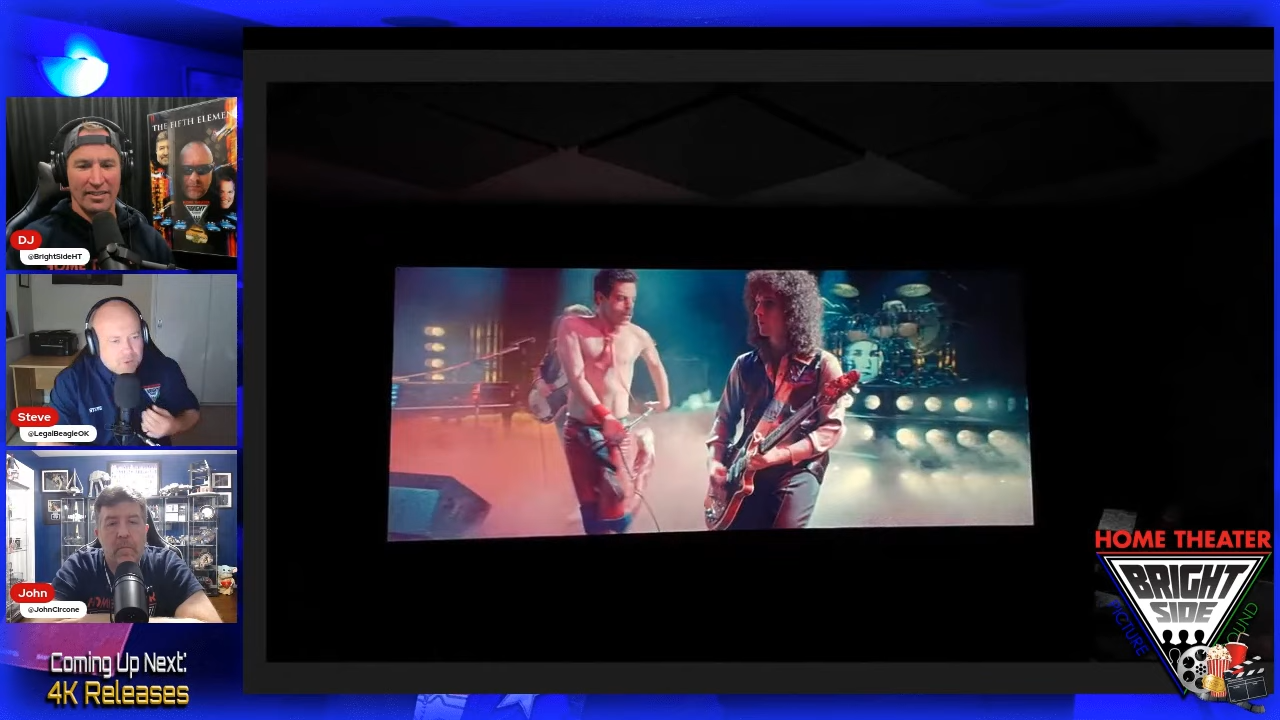 THE FIFTH ELEMEN
DJ
@BrightSideHT
Steve
@LegalBeagleOK
John
@JohnCircone
Coming Up Next:
4K Releases
HOME THEATER
BRIGHT
SIDE
PICTURE
SOUND